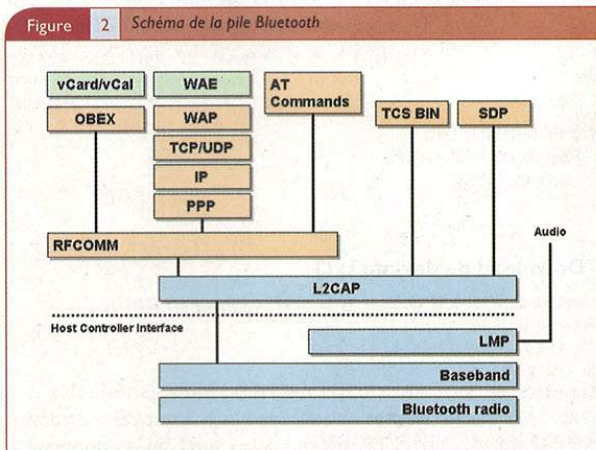 Figure 2 Schéma de la pile Bluetooth
vCard/vCal
WAE
AT
Commands
OBEX
WAP
TCS BIN
SDP
TCP/UDP
IP
PPP
RFCOMM
Audio
L2CAP
Host Controller Interface
LMP
Baseband
Bluetooth radio